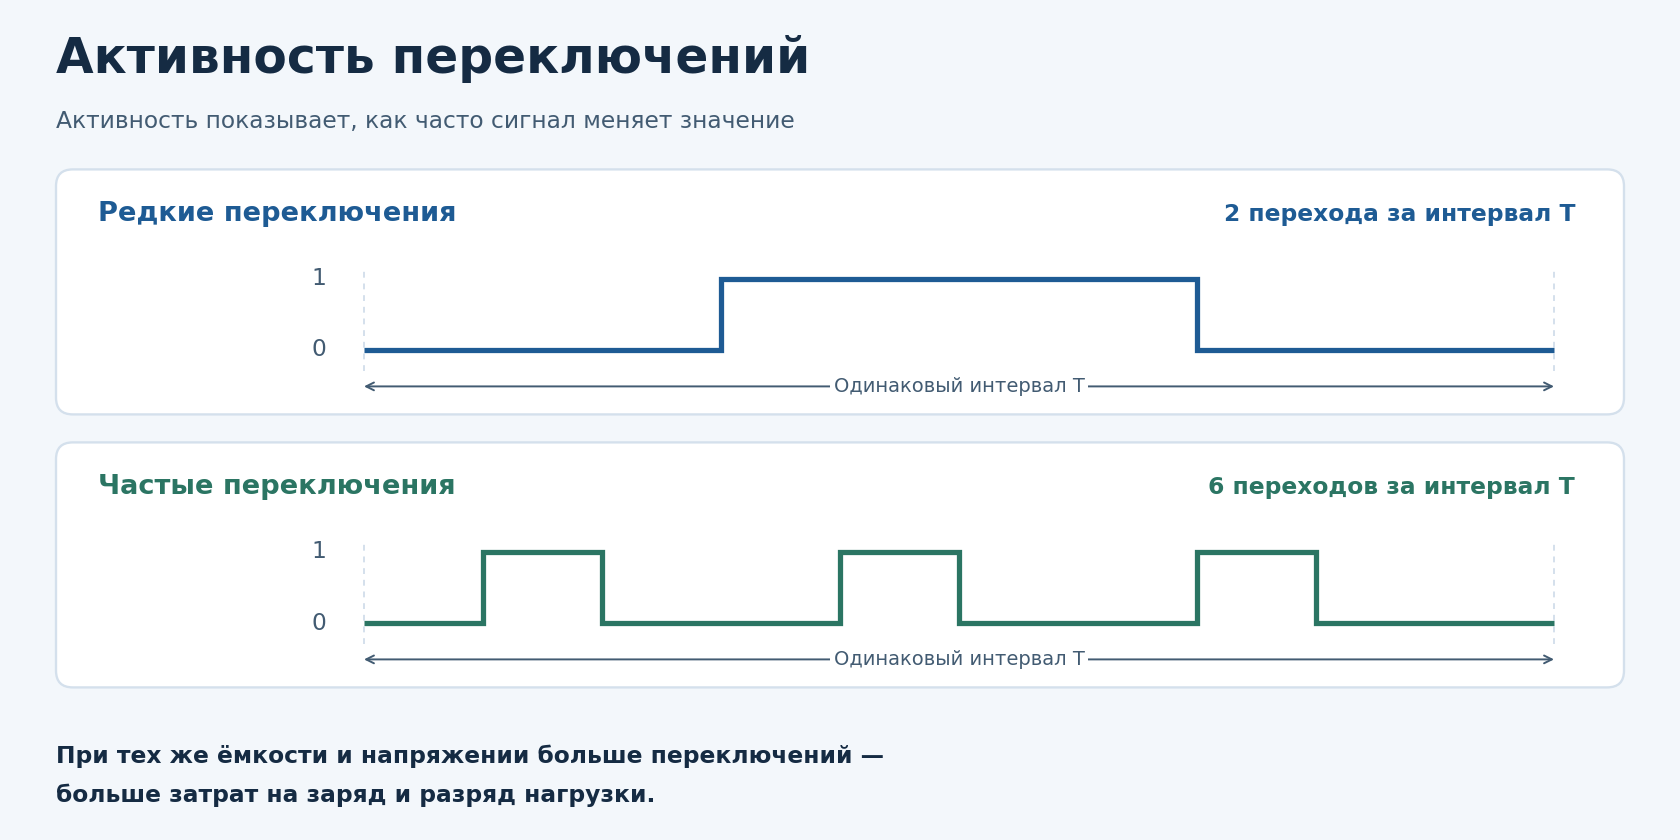 Активность переключений
Активность показывает, как часто сигнал меняет значение
Редкие переключения
2 перехода за интервал T
1
0
Одинаковый интервал T
Частые переключения
6 переходов за интервал T
1
0
Одинаковый интервал T
При тех же ёмкости и напряжении больше переключений —
больше затрат на заряд и разряд нагрузки.